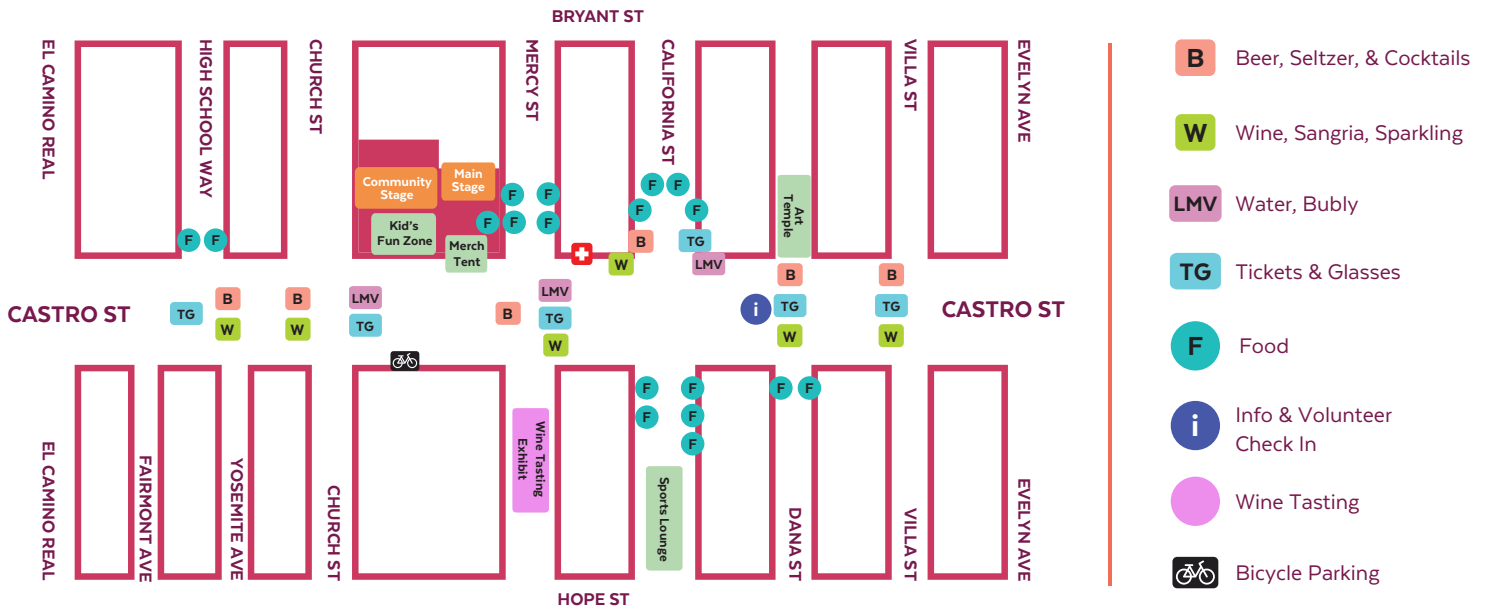 BRYANT ST
EL CAMINO REAL
HIGH SCHOOL WAY
CHURCH ST
MERCY ST
CALIFORNIA ST
VILLA ST
EVELYN AVE
Community
Stage
Main
Stage
Kid's
Fun Zone
Merch
Tent
Art
Temple
F
F
F
F
F
F
F
F
F
F
F
F
B
TG
W
LMV
CASTRO ST
TG
B
W
B
W
LMV
TG
B
LMV
TG
W
i
B
TG
W
B
TG
W
CASTRO ST
F
F
F
F
F
F
F
Wine Tasting
Exhibit
Sports Lounge
EL CAMINO REAL
FAIRMONT AVE
YOSEMITE AVE
CHURCH ST
DANA ST
VILLA ST
EVELYN AVE
HOPE ST
B Beer, Seltzer, & Cocktails
W Wine, Sangria, Sparkling
LMV Water, Bubly
TG Tickets & Glasses
F Food
i Info & Volunteer
Check In
Wine Tasting
Bicycle Parking